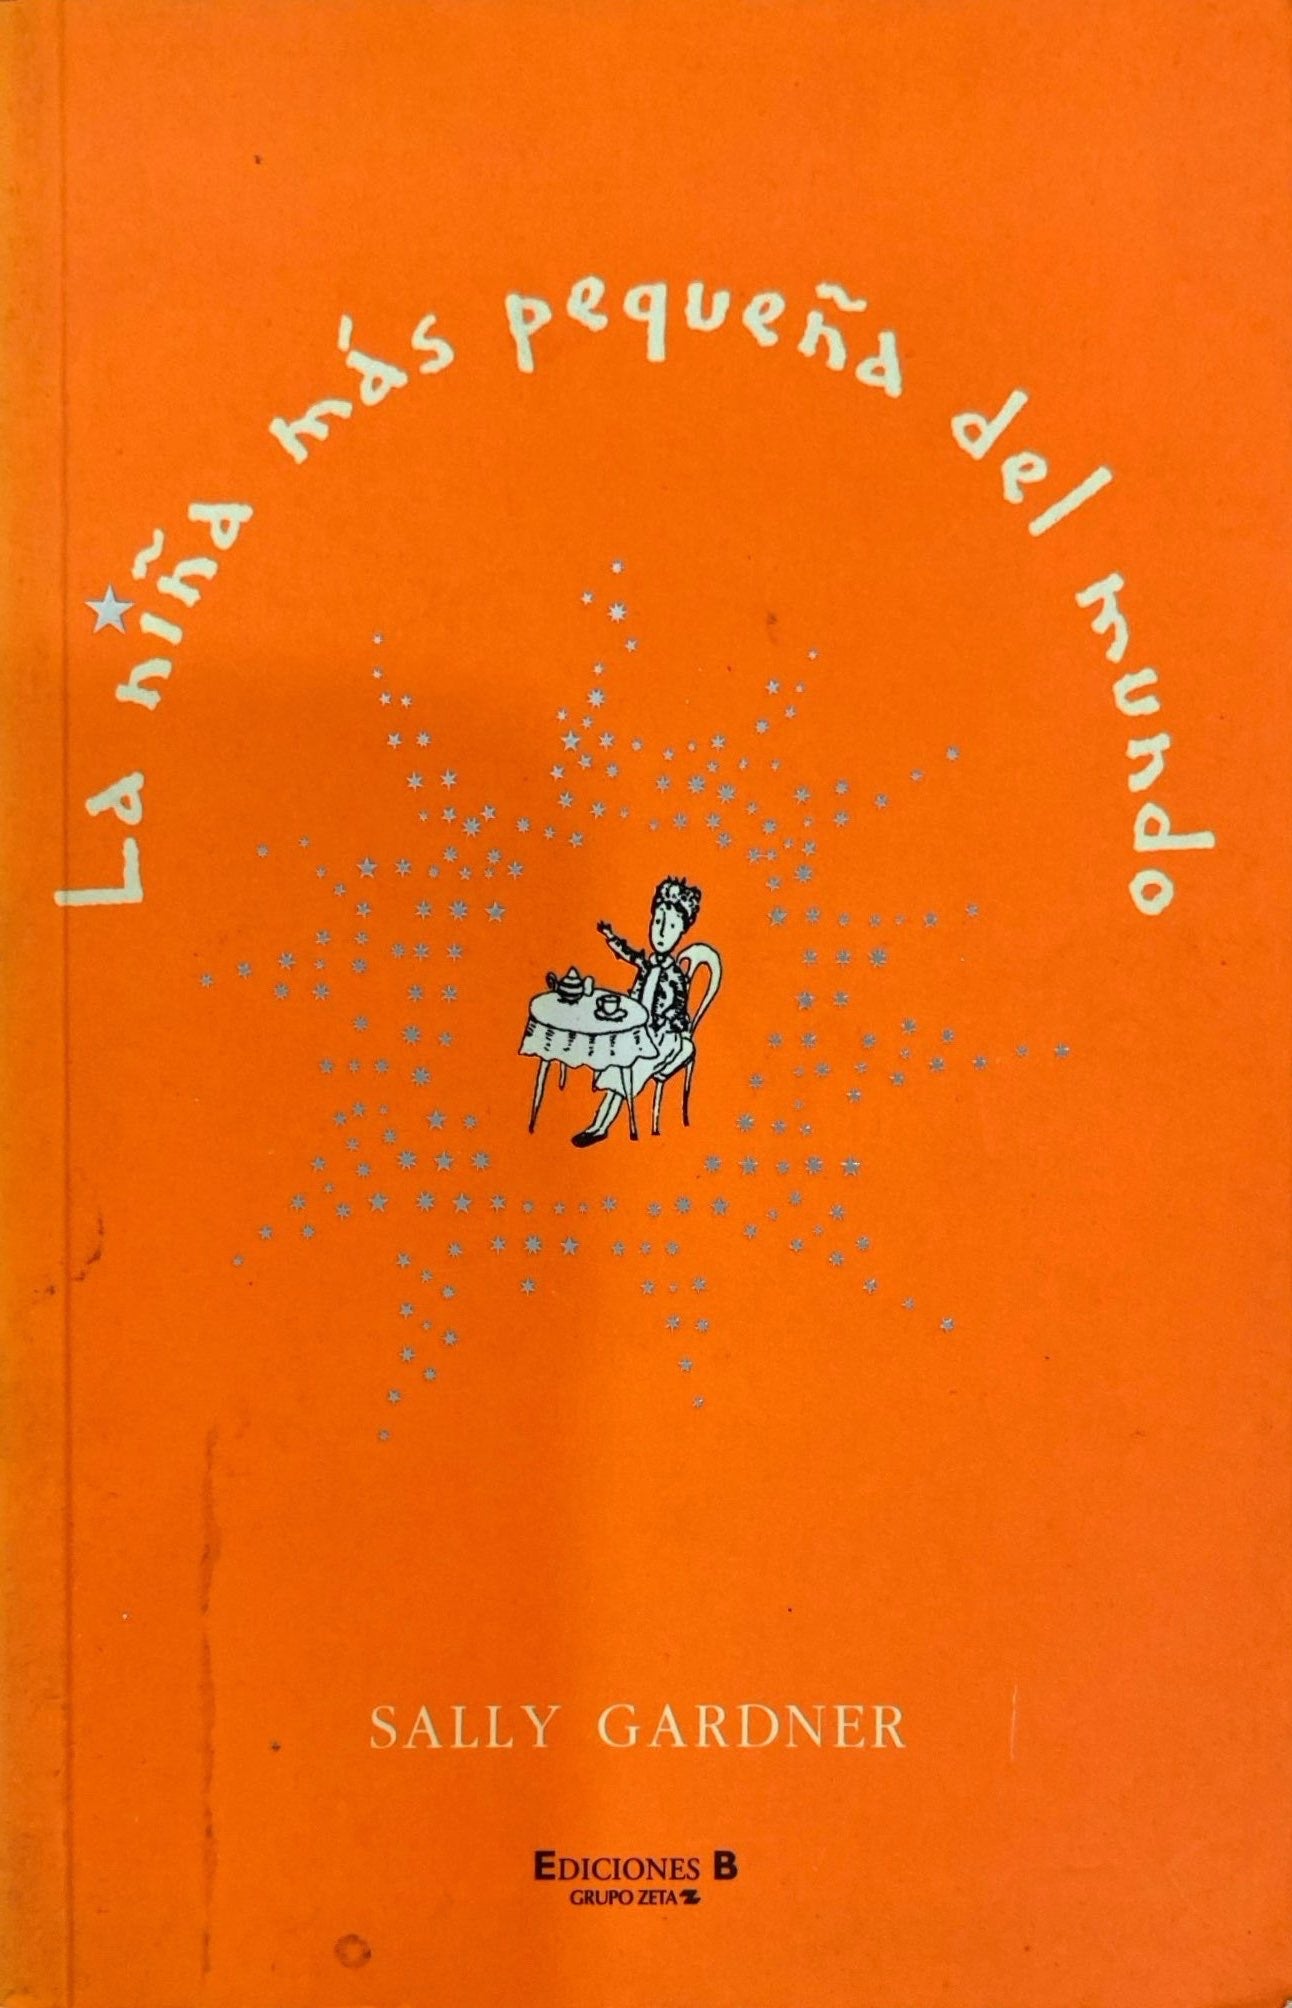 La niña más pequeña del mundo
SALLY GARDNER
EDICIONES B
GRUPO ZETA